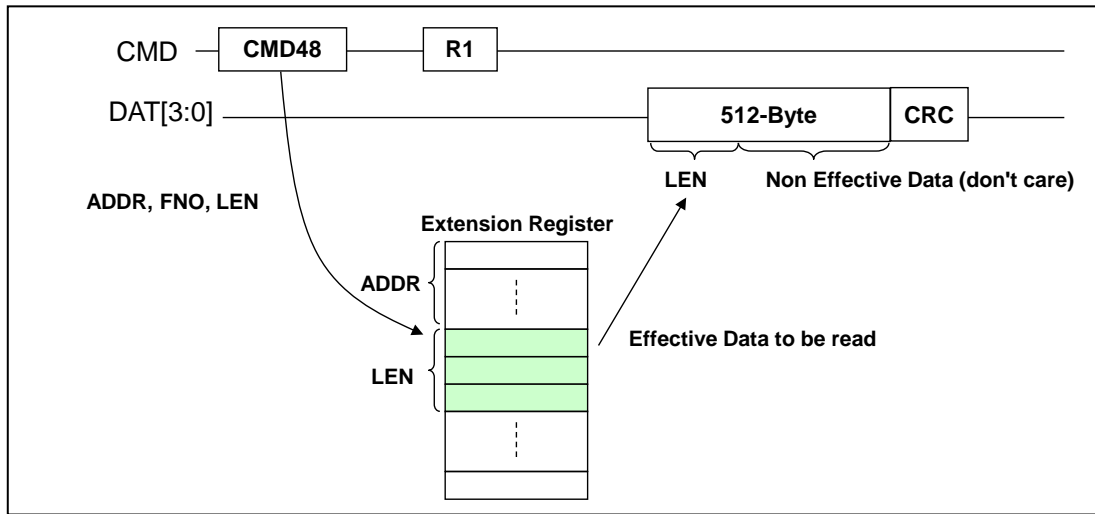 CMD
CMD48
R1
DAT[3:0]
512-Byte
CRC
LEN
Non Effective Data (don't care)
ADDR, FNO, LEN
Extension Register
ADDR
Effective Data to be read
LEN